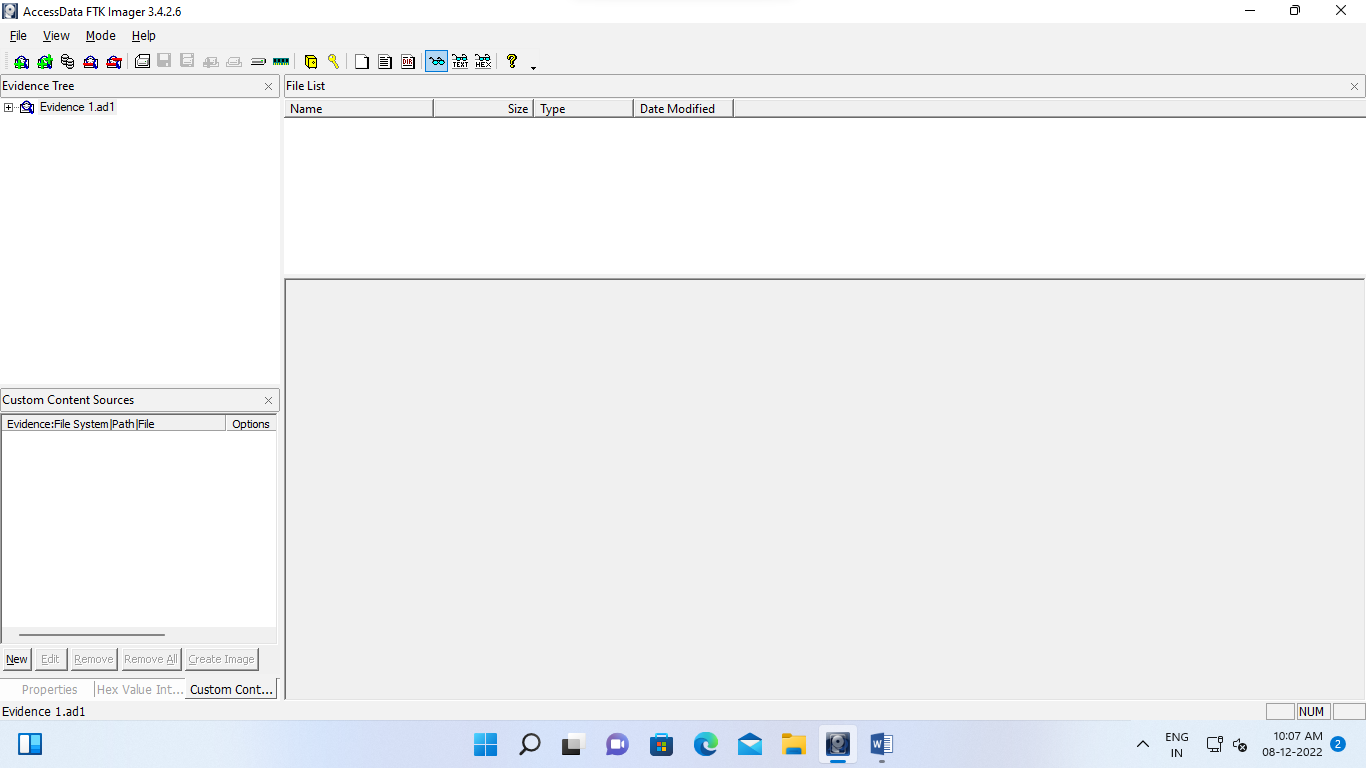 AccessData FTK Imager 3.4.2.6
File View Mode Help
TEXT HEX
Evidence Tree
File List
Evidence 1.ad1
Name Size Type Date Modified
Custom Content Sources
Evidence:File System|Path|File Options
New Edit Remove Remove All Create Image
Properties Hex Value Int... Custom Cont...
Evidence 1.ad1
NUM
ENG
IN
10:07 AM
08-12-2022
2